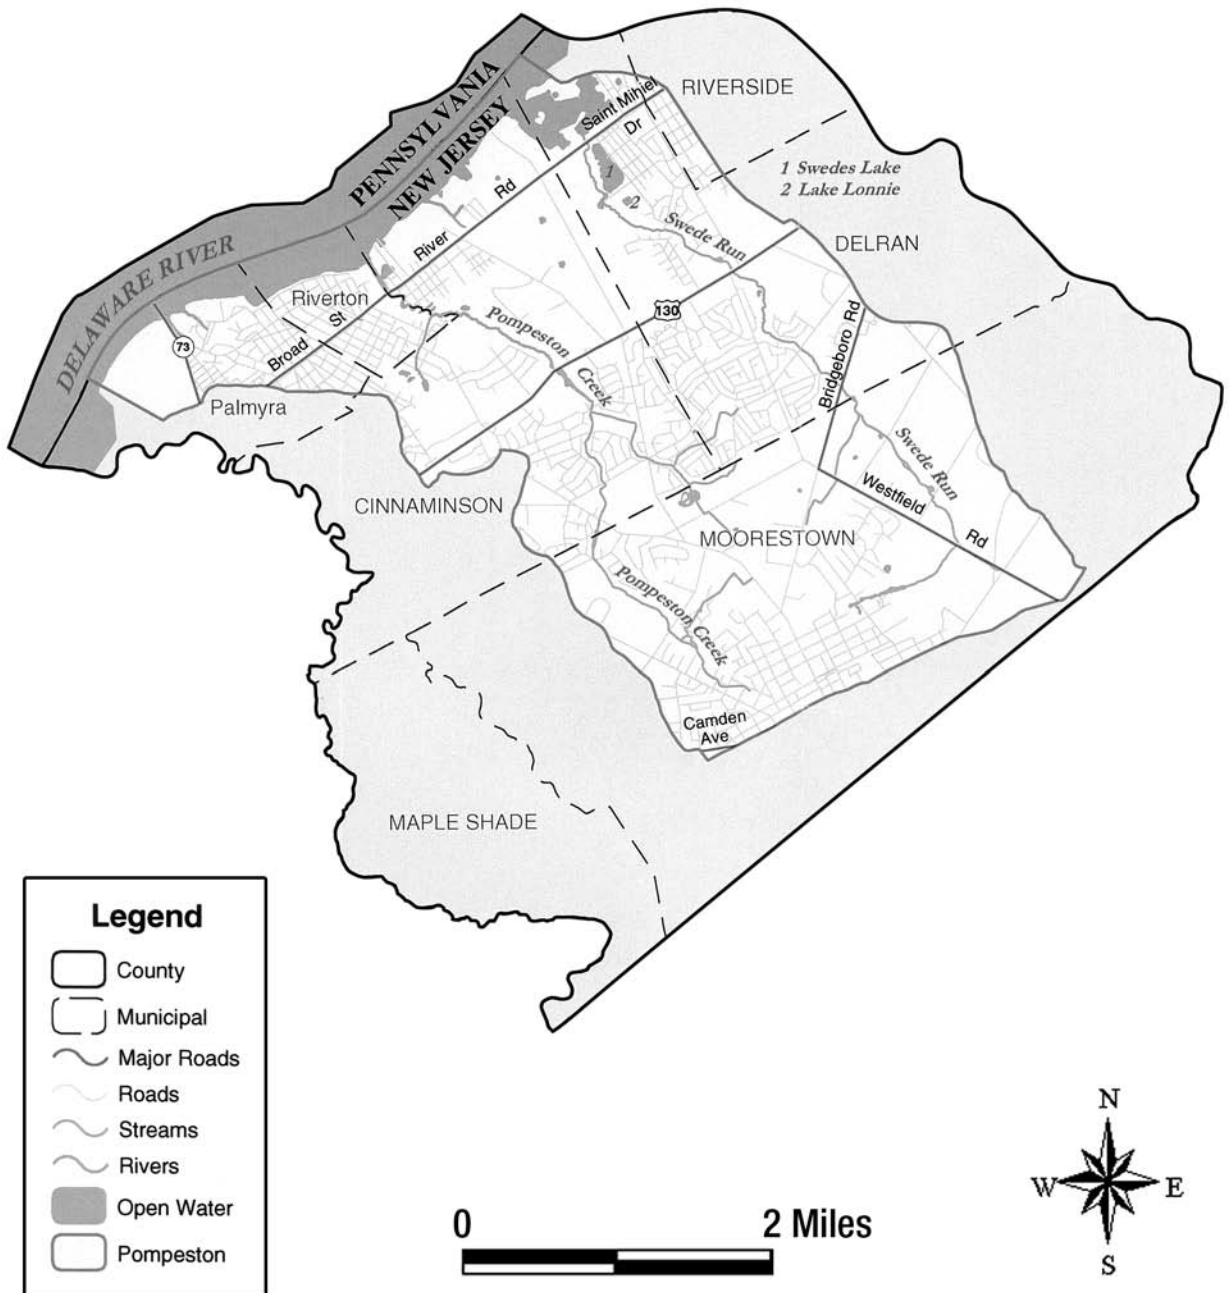 PENNSYLVANIA
NEW JERSEY
RIVERSIDE
Saint Mihiel
Dr
1 Swedes Lake
2 Lake Lonnie
1
2
Rd
River
Swede Run
DELRAN
DELAWARE RIVER
Riverton
St
Broad
73
130
Pompeston
Creek
Bridgeboro Rd
Palmyra
Swede Run
Westfield
Rd
CINNAMINSON
MOORESTOWN
Pompeston Creek
Camden
Ave
MAPLE SHADE
Legend
County
Municipal
Major Roads
Roads
Streams
Rivers
Open Water
Pompeston
0 2 Miles
N
W E
S